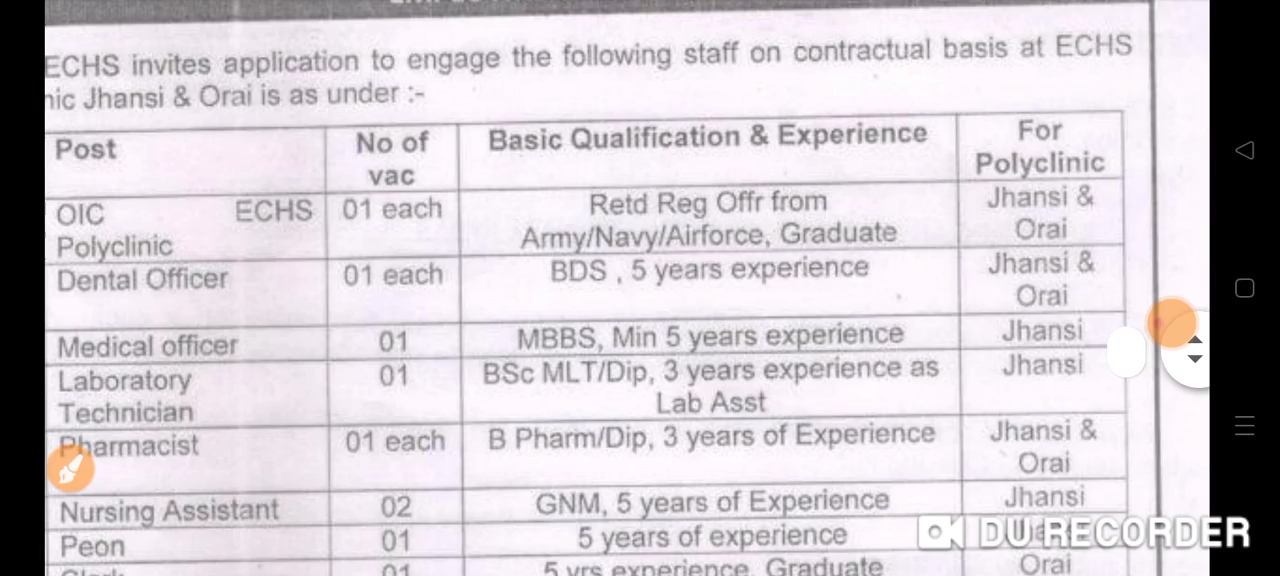 ECHS invites application to engage the following staff on contractual basis at ECHS
nic Jhansi & Orai is as under :-
Post No of vac Basic Qualification & Experience For Polyclinic
OIC ECHS Polyclinic 01 each Retd Reg Offr from Army/Navy/Airforce, Graduate Jhansi & Orai
Dental Officer 01 each BDS , 5 years experience Jhansi & Orai
Medical officer 01 MBBS, Min 5 years experience Jhansi
Laboratory Technician 01 BSc MLT/Dip, 3 years experience as Lab Asst Jhansi
Pharmacist 01 each B Pharm/Dip, 3 years of Experience Jhansi & Orai
Nursing Assistant 02 GNM, 5 years of Experience Jhansi
Peon 01 5 years of experience
Clerk 01 5 yrs experience, Graduate Orai
DU RECORDER